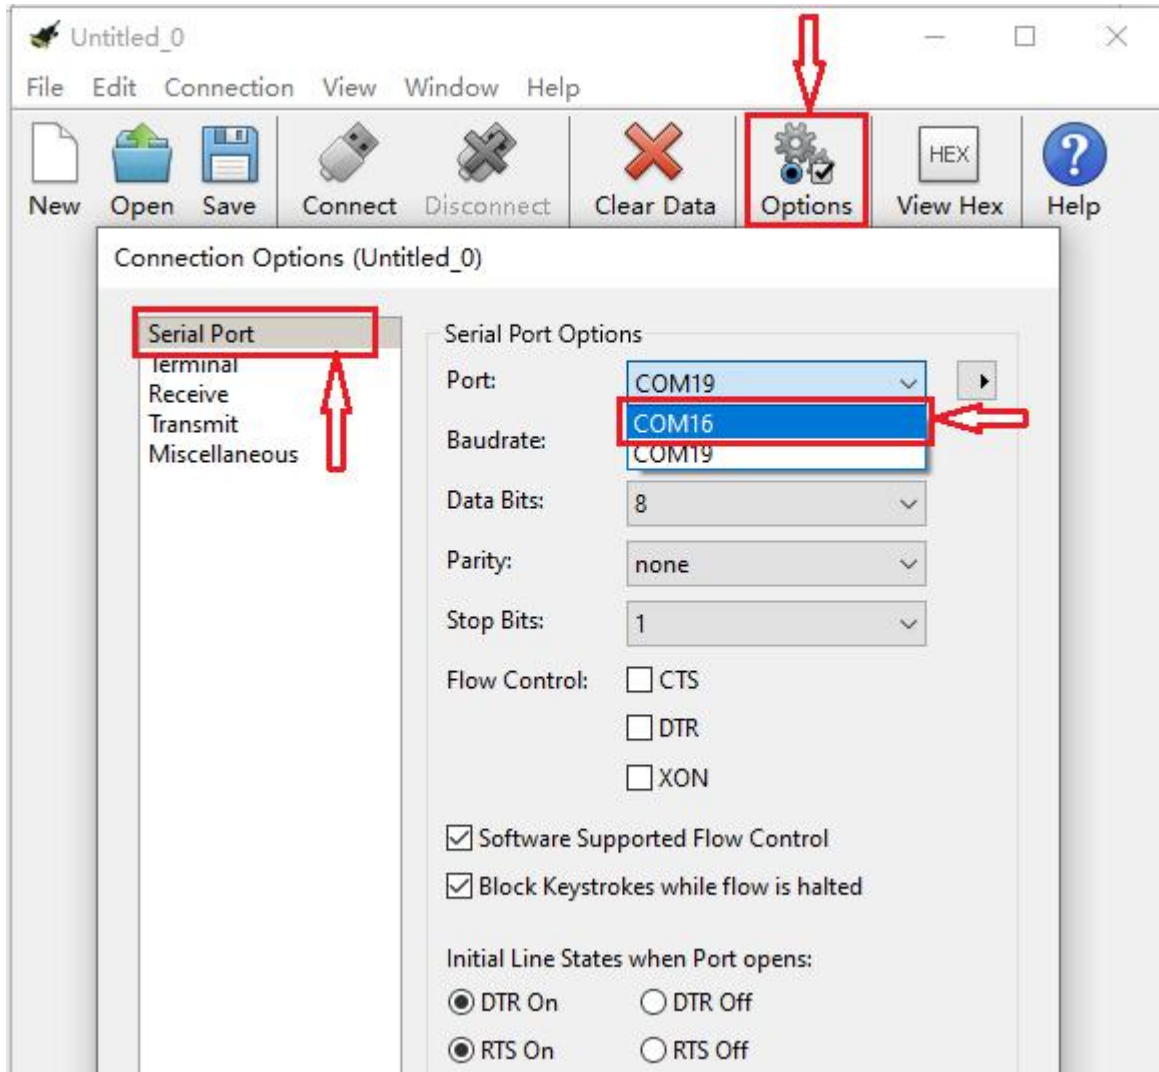 Untitled_0
File Edit Connection View Window Help
HEX
New Open Save Connect Disconnect Clear Data Options View Hex Help
Connection Options (Untitled_0)
Serial Port
Terminal
Receive
Transmit
Miscellaneous
Serial Port Options
Port: COM19
COM16
COM19
Baudrate:
Data Bits: 8
Parity: none
Stop Bits: 1
Flow Control: CTS
DTR
XON
Software Supported Flow Control
Block Keystrokes while flow is halted
Initial Line States when Port opens:
DTR On DTR Off
RTS On RTS Off